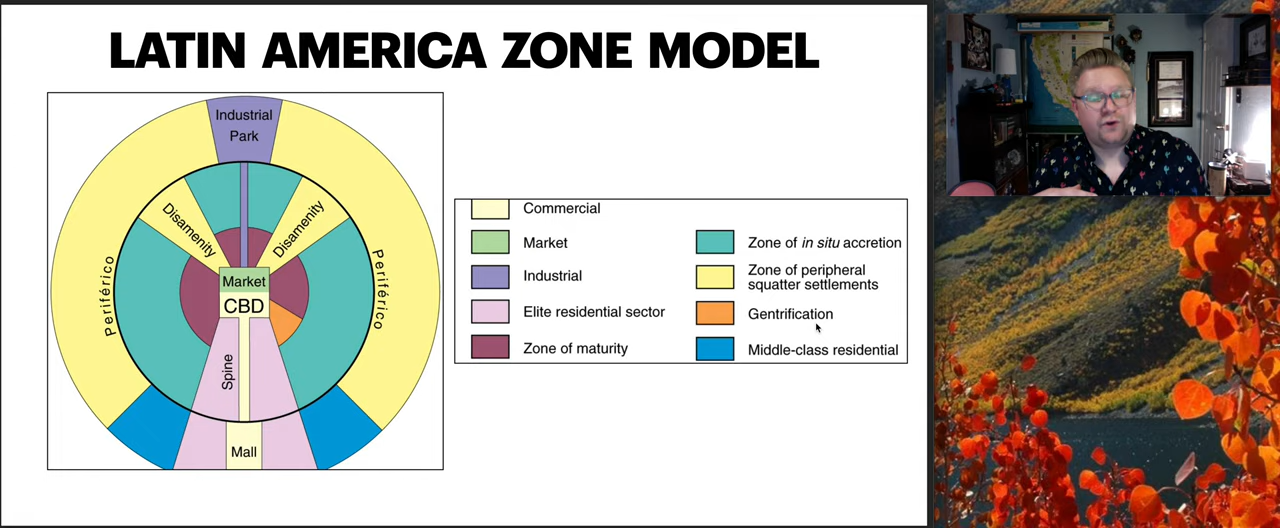 LATIN AMERICA ZONE MODEL
Industrial
Park
Disamenity
Disamenity
Periférico
Periférico
Market
CBD
Spine
Mall
Commercial
Market
Industrial
Elite residential sector
Zone of maturity
Zone of in situ accretion
Zone of peripheral
squatter settlements
Gentrification
Middle-class residential